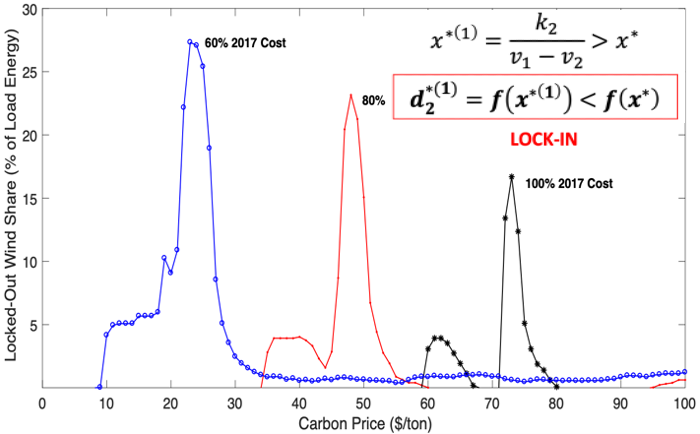 30
x*(1) = k2 / (v1 − v2) > x*
60% 2017 Cost
25
80%
d2*(1) = f(x*(1)) < f(x*)
20
LOCK-IN
15
100% 2017 Cost
10
5
Locked-Out Wind Share (% of Load Energy)
0 10 20 30 40 50 60 70 80 90 100
Carbon Price ($/ton)